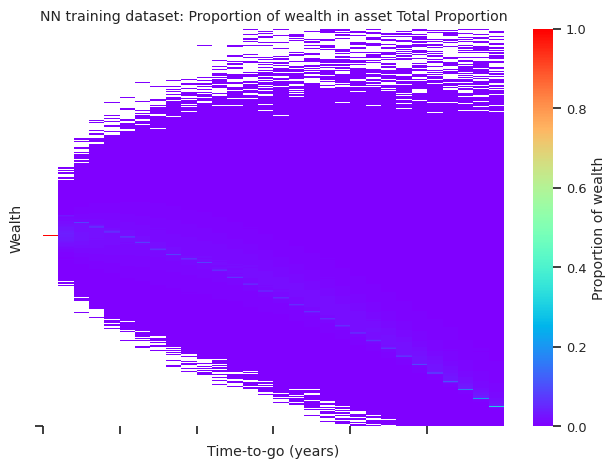 NN training dataset: Proportion of wealth in asset Total Proportion
Wealth
Time-to-go (years)
1.0
0.8
0.6
0.4
0.2
0.0
Proportion of wealth